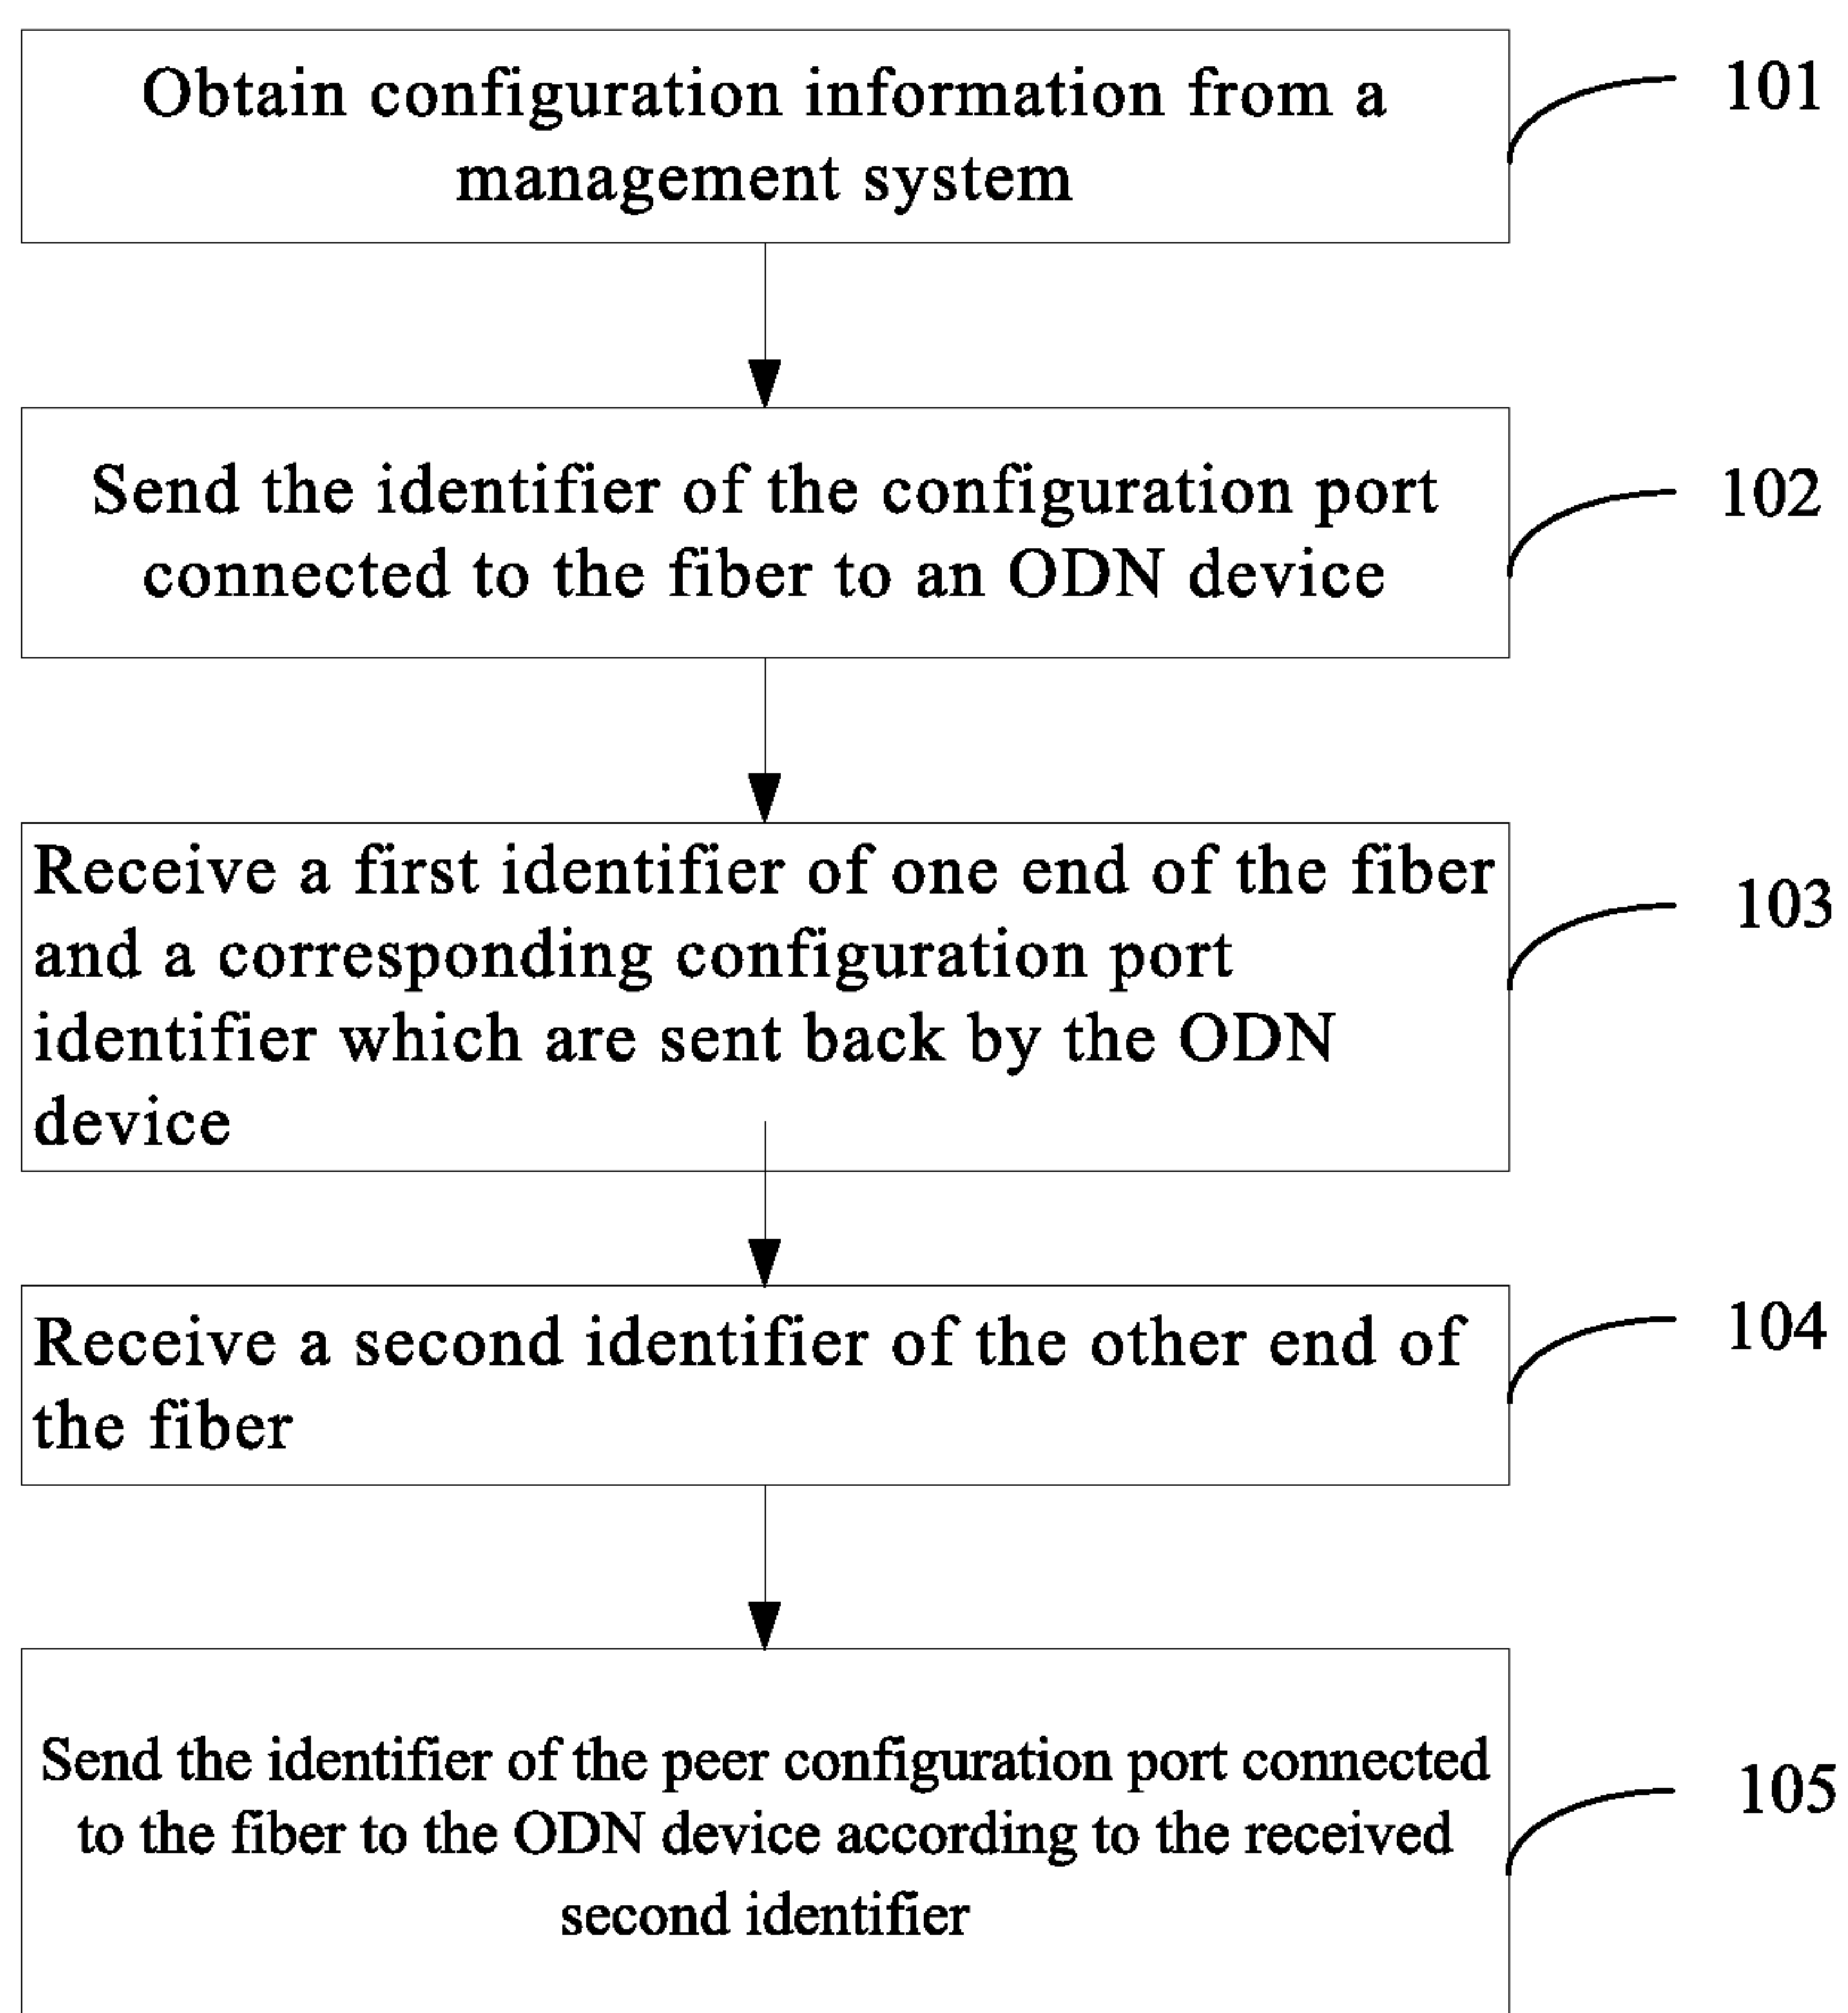 Obtain configuration information from a
management system
101
Send the identifier of the configuration port
connected to the fiber to an ODN device
102
Receive a first identifier of one end of the fiber
and a corresponding configuration port
identifier which are sent back by the ODN
device
103
Receive a second identifier of the other end of
the fiber
104
Send the identifier of the peer configuration port connected
to the fiber to the ODN device according to the received
second identifier
105